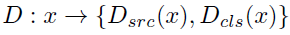 D : x → {D_{src}(x), D_{cls}(x)}